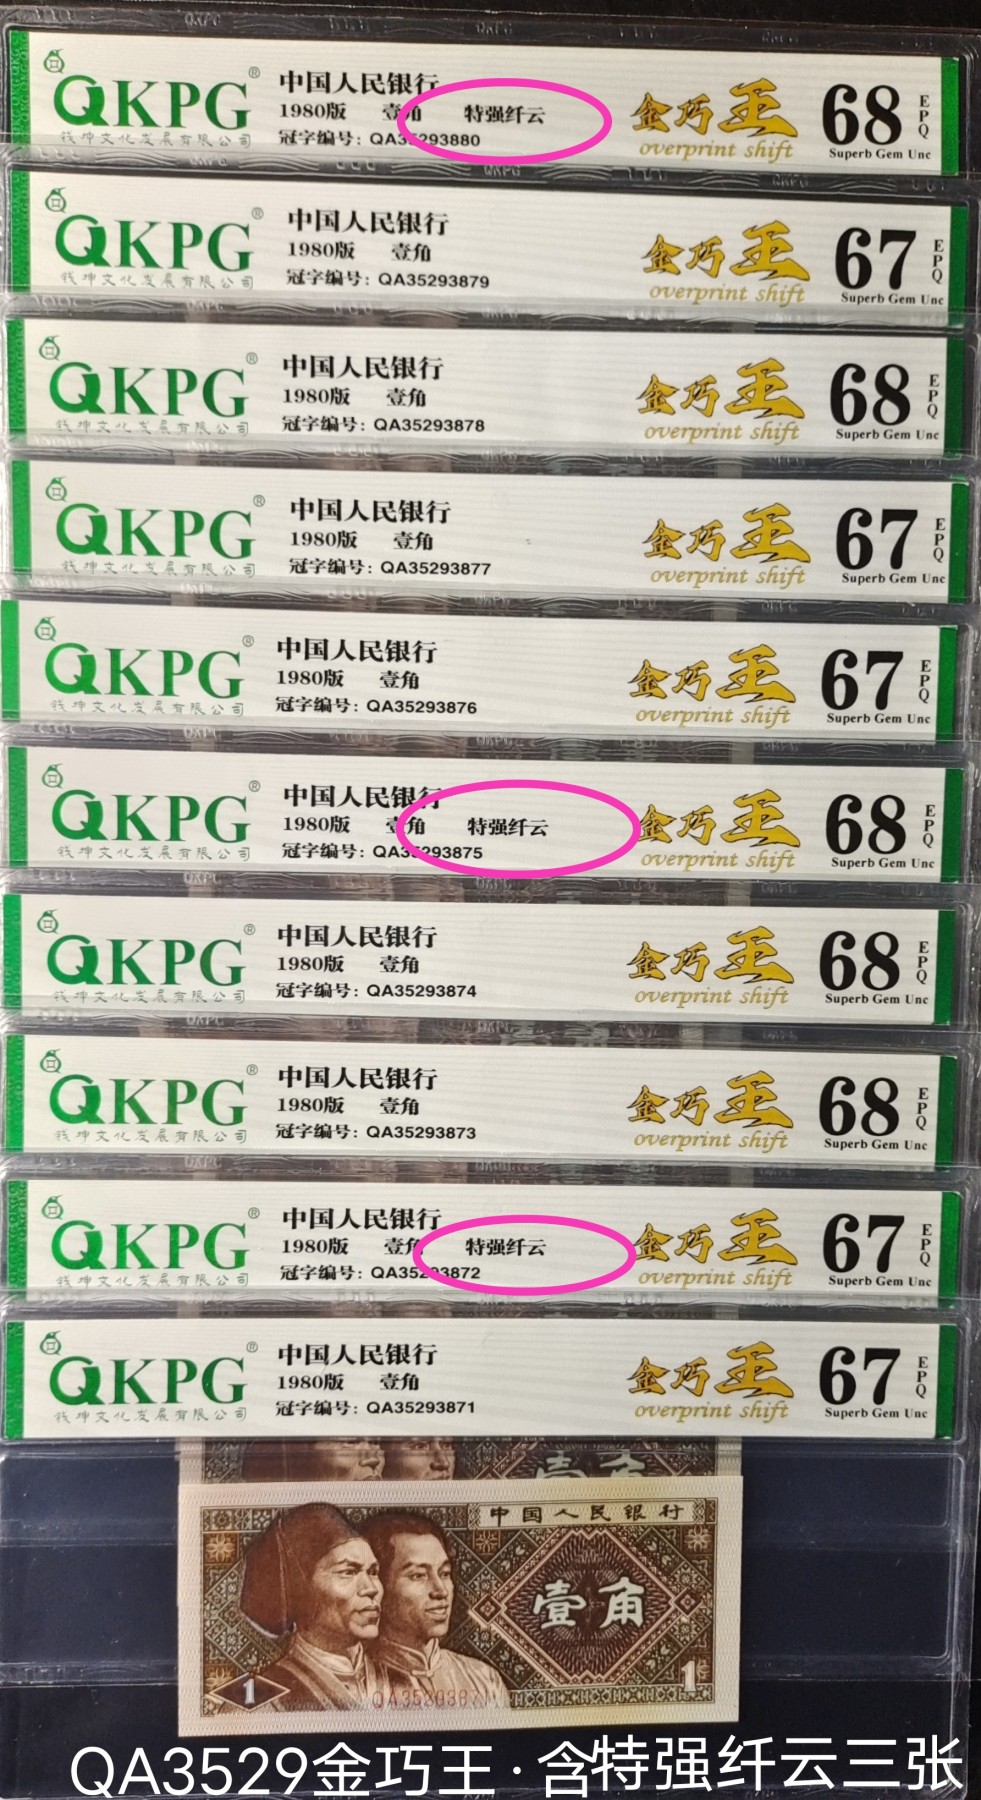 QKPG®
钱坤文化发展有限公司
中国人民银行
1980版 壹角 特强纤云
冠字编号: QA35293880
金巧王
overprint shift
68
EPQ
Superb Gem Unc
QKPG®
钱坤文化发展有限公司
中国人民银行
1980版 壹角
冠字编号: QA35293879
金巧王
overprint shift
67
EPQ
Superb Gem Unc
QKPG®
钱坤文化发展有限公司
中国人民银行
1980版 壹角
冠字编号: QA35293878
金巧王
overprint shift
68
EPQ
Superb Gem Unc
QKPG®
钱坤文化发展有限公司
中国人民银行
1980版 壹角
冠字编号: QA35293877
金巧王
overprint shift
67
EPQ
Superb Gem Unc
QKPG®
钱坤文化发展有限公司
中国人民银行
1980版 壹角
冠字编号: QA35293876
金巧王
overprint shift
67
EPQ
Superb Gem Unc
QKPG®
钱坤文化发展有限公司
中国人民银行
1980版 壹角 特强纤云
冠字编号: QA35293875
金巧王
overprint shift
68
EPQ
Superb Gem Unc
QKPG®
钱坤文化发展有限公司
中国人民银行
1980版 壹角
冠字编号: QA35293874
金巧王
overprint shift
68
EPQ
Superb Gem Unc
QKPG®
钱坤文化发展有限公司
中国人民银行
1980版 壹角
冠字编号: QA35293873
金巧王
overprint shift
68
EPQ
Superb Gem Unc
QKPG®
钱坤文化发展有限公司
中国人民银行
1980版 壹角 特强纤云
冠字编号: QA35293872
金巧王
overprint shift
67
EPQ
Superb Gem Unc
QKPG®
钱坤文化发展有限公司
中国人民银行
1980版 壹角
冠字编号: QA35293871
金巧王
overprint shift
67
EPQ
Superb Gem Unc
中国人民银行
壹角
1
1
QA3529金巧王·含特强纤云三张